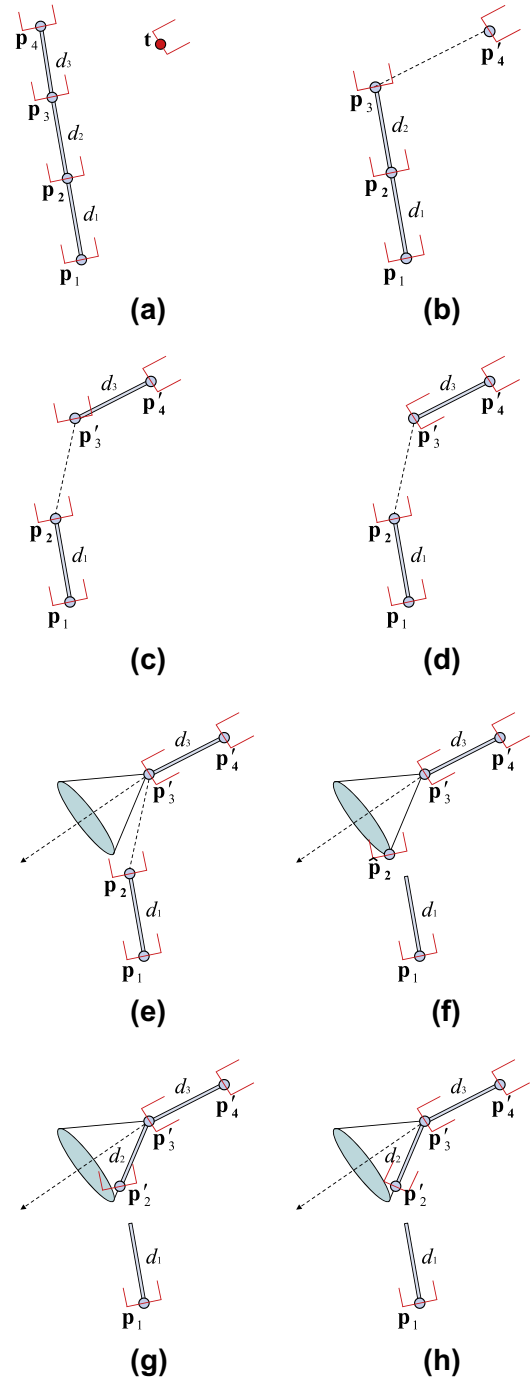 p₄ d₃ t
p₃
d₂
p₂
d₁
p₁
(a)
p′₄
p₃
d₂
p₂
d₁
p₁
(b)
d₃
p′₄
p′₃
p₂
d₁
p₁
(c)
d₃
p′₄
p′₃
p₂
d₁
p₁
(d)
d₃
p′₄
p′₃
p₂
d₁
p₁
(e)
d₃
p′₄
p′₃
p̂₂
d₁
p₁
(f)
d₃
p′₄
p′₃
d₂
p′₂
d₁
p₁
(g)
d₃
p′₄
p′₃
d₂
p′₂
d₁
p₁
(h)